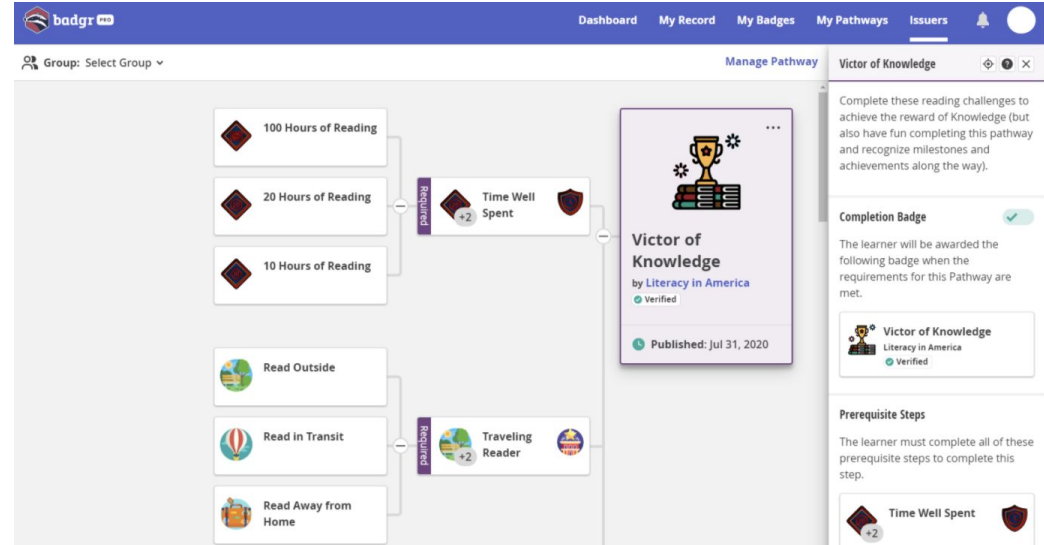 badgr PRO
Dashboard My Record My Badges My Pathways Issuers
Group: Select Group
Manage Pathway
100 Hours of Reading
20 Hours of Reading
10 Hours of Reading
Required
+2
Time Well
Spent
Read Outside
Read in Transit
Read Away from
Home
Required
+2
Traveling
Reader
Victor of
Knowledge
by Literacy in America
Verified
Published: Jul 31, 2020
Victor of Knowledge
Complete these reading challenges to
achieve the reward of Knowledge (but
also have fun completing this pathway
and recognize milestones and
achievements along the way).
Completion Badge
The learner will be awarded the
following badge when the
requirements for this Pathway are
met.
Victor of Knowledge
Literacy in America
Verified
Prerequisite Steps
The learner must complete all of these
prerequisite steps to complete this
step.
Time Well Spent
+2